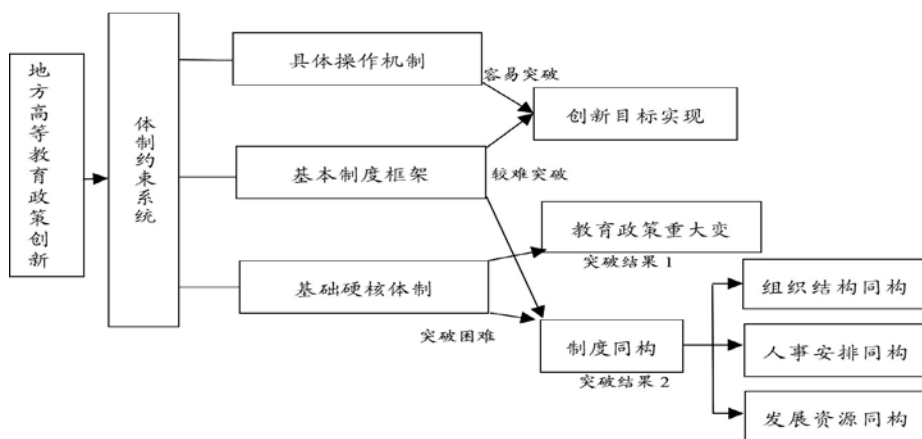 地方高等教育政策创新
体制约束系统
具体操作机制
容易突破
创新目标实现
基本制度框架
较难突破
教育政策重大变
突破结果 1
基础硬核体制
突破困难
制度同构
突破结果 2
组织结构同构
人事安排同构
发展资源同构